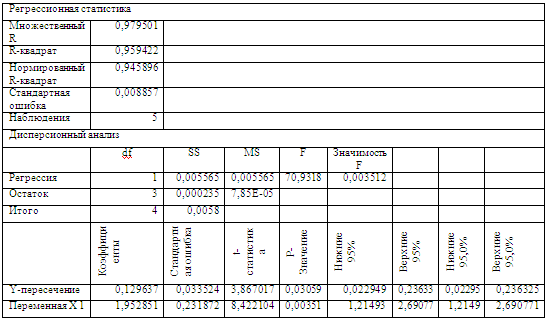 Регрессионная статистика
Множественный R 0,979501
R-квадрат 0,959422
Нормированный R-квадрат 0,945896
Стандартная ошибка 0,008857
Наблюдения 5
Дисперсионный анализ
df SS MS F Значимость F
Регрессия 1 0,005565 0,005565 70,9318 0,003512
Остаток 3 0,000235 7,85E-05
Итого 4 0,0058
Коэффициенты Стандартная ошибка t-статистика P-Значение Нижние 95% Верхние 95% Нижние 95,0% Верхние 95,0%
Y-пересечение 0,129637 0,033524 3,867017 0,03059 0,022949 0,23633 0,02295 0,236325
Переменная X 1 1,952851 0,231872 8,422104 0,00351 1,21493 2,69077 1,2149 2,690771